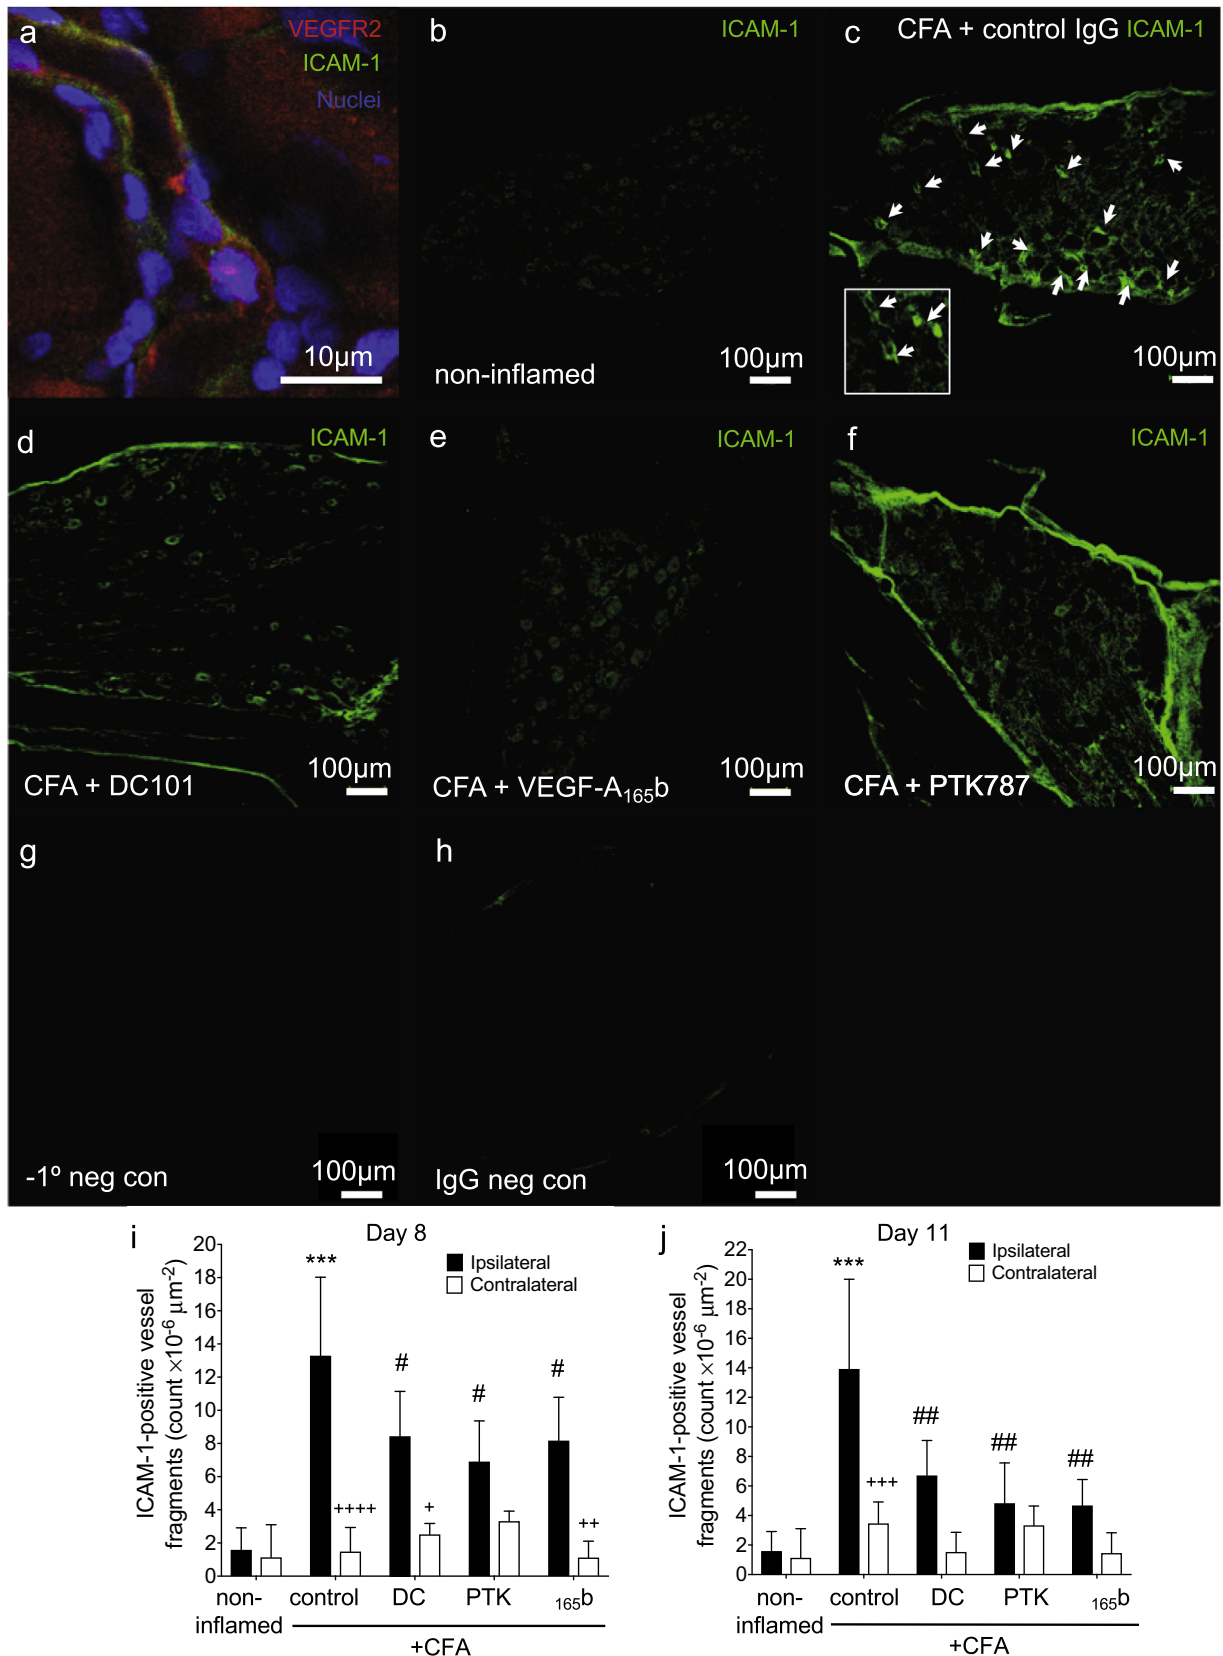 a
VEGFR2
ICAM-1
Nuclei
10µm
b
ICAM-1
non-inflamed
100µm
c
CFA + control IgG ICAM-1
100µm
d
ICAM-1
CFA + DC101
100µm
e
ICAM-1
CFA + VEGF-A₁₆₅b
100µm
f
ICAM-1
CFA + PTK787
100µm
g
-1º neg con
100µm
h
IgG neg con
100µm
i
Day 8
Ipsilateral
Contralateral
ICAM-1-positive vessel
fragments (count ×10⁻⁶ µm⁻²)
20
18
16
14
12
10
8
6
4
2
0
***
++++
#
+
#
#
++
non-inflamed
control
DC
PTK
₁₆₅b
+CFA
j
Day 11
Ipsilateral
Contralateral
ICAM-1-positive vessel
fragments (count ×10⁻⁶ µm⁻²)
22
20
18
16
14
12
10
8
6
4
2
0
***
+++
##
##
##
non-inflamed
control
DC
PTK
₁₆₅b
+CFA